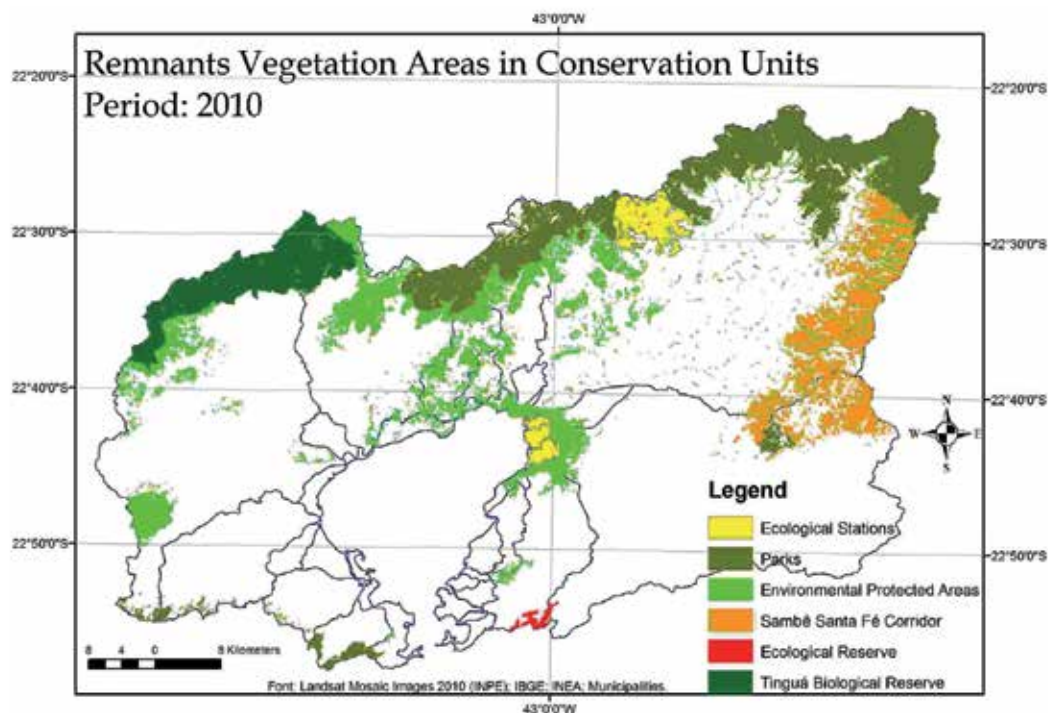 43°0'0"W
Remnants Vegetation Areas in Conservation Units
Period: 2010
22°20'0"S
22°20'0"S
22°30'0"S
22°30'0"S
22°40'0"S
22°40'0"S
N
W
E
S
Legend
Ecological Stations
22°50'0"S
Parks
22°50'0"S
Environmental Protected Areas
Sambê Santa Fé Corridor
Ecological Reserve
Tinguá Biological Reserve
8 4 0 8 Kilometers
Font: Landsat Mosaic Images 2010 (INPE); IBGE; INEA; Municipalities.
43°0'0"W